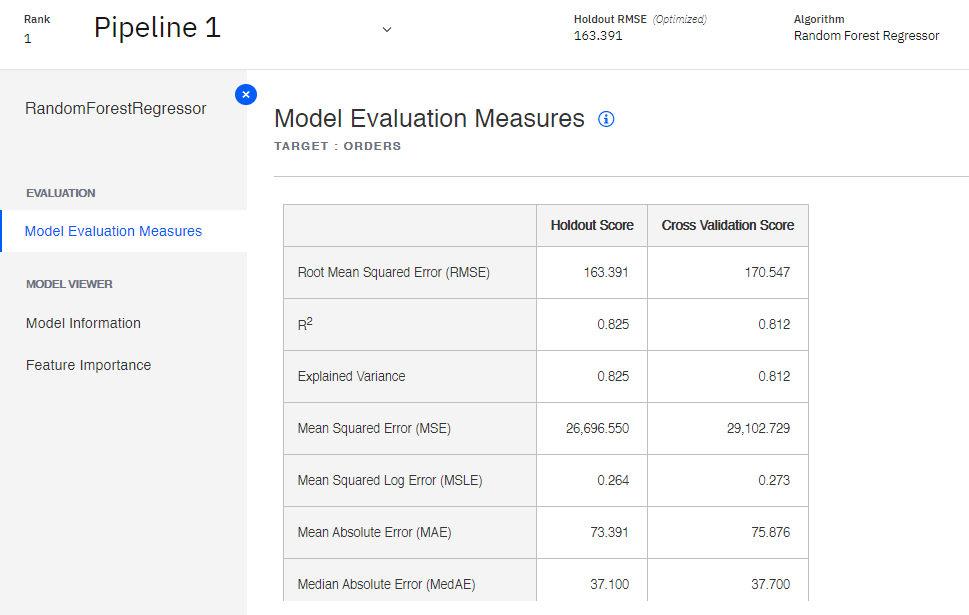 Rank
1
Pipeline 1
Holdout RMSE (Optimized)
163.391
Algorithm
Random Forest Regressor
RandomForestRegressor
EVALUATION
Model Evaluation Measures
MODEL VIEWER
Model Information
Feature Importance
Model Evaluation Measures
TARGET : ORDERS
Holdout Score Cross Validation Score
Root Mean Squared Error (RMSE) 163.391 170.547
R² 0.825 0.812
Explained Variance 0.825 0.812
Mean Squared Error (MSE) 26,696.550 29,102.729
Mean Squared Log Error (MSLE) 0.264 0.273
Mean Absolute Error (MAE) 73.391 75.876
Median Absolute Error (MedAE) 37.100 37.700